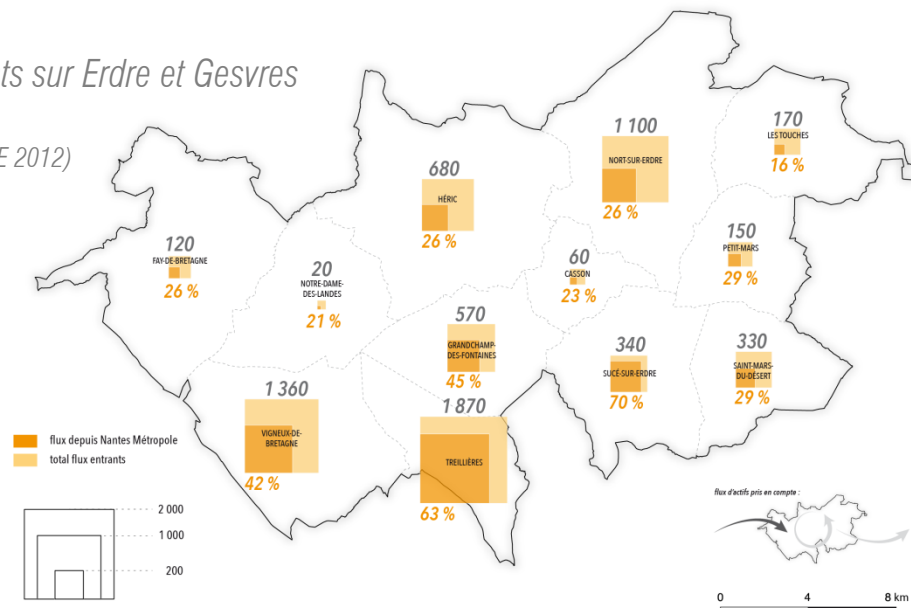 ts sur Erdre et Gesvres
E 2012)
170
LES TOUCHES
16 %
1 100
NORT-SUR-ERDRE
26 %
680
HÉRIC
26 %
150
PETIT-MARS
29 %
120
FAY-DE-BRETAGNE
26 %
60
CASSON
23 %
20
NOTRE-DAME-
DES-LANDES
21 %
570
GRANDCHAMP-
DES-FONTAINES
45 %
340
SUCÉ-SUR-ERDRE
70 %
330
SAINT-MARS-
DU-DÉSERT
29 %
1 360
VIGNEUX-DE-
BRETAGNE
42 %
1 870
TREILLIÈRES
63 %
flux depuis Nantes Métropole
total flux entrants
2 000
1 000
200
flux d'actifs pris en compte :
0 4 8 km